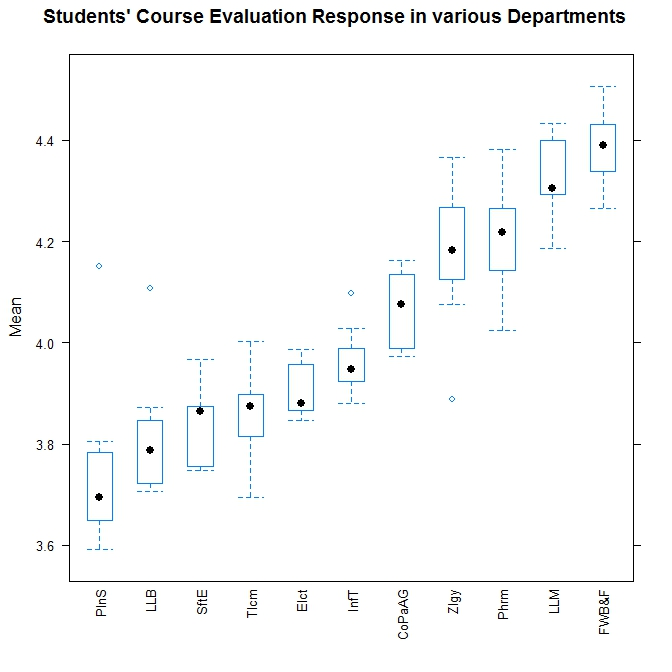 Students' Course Evaluation Response in various Departments
Mean
4.4
4.2
4.0
3.8
3.6
PlnS
LLB
SftE
Tlcm
Elct
InfT
CoPaAG
Zlgy
Phrm
LLM
FWB&F